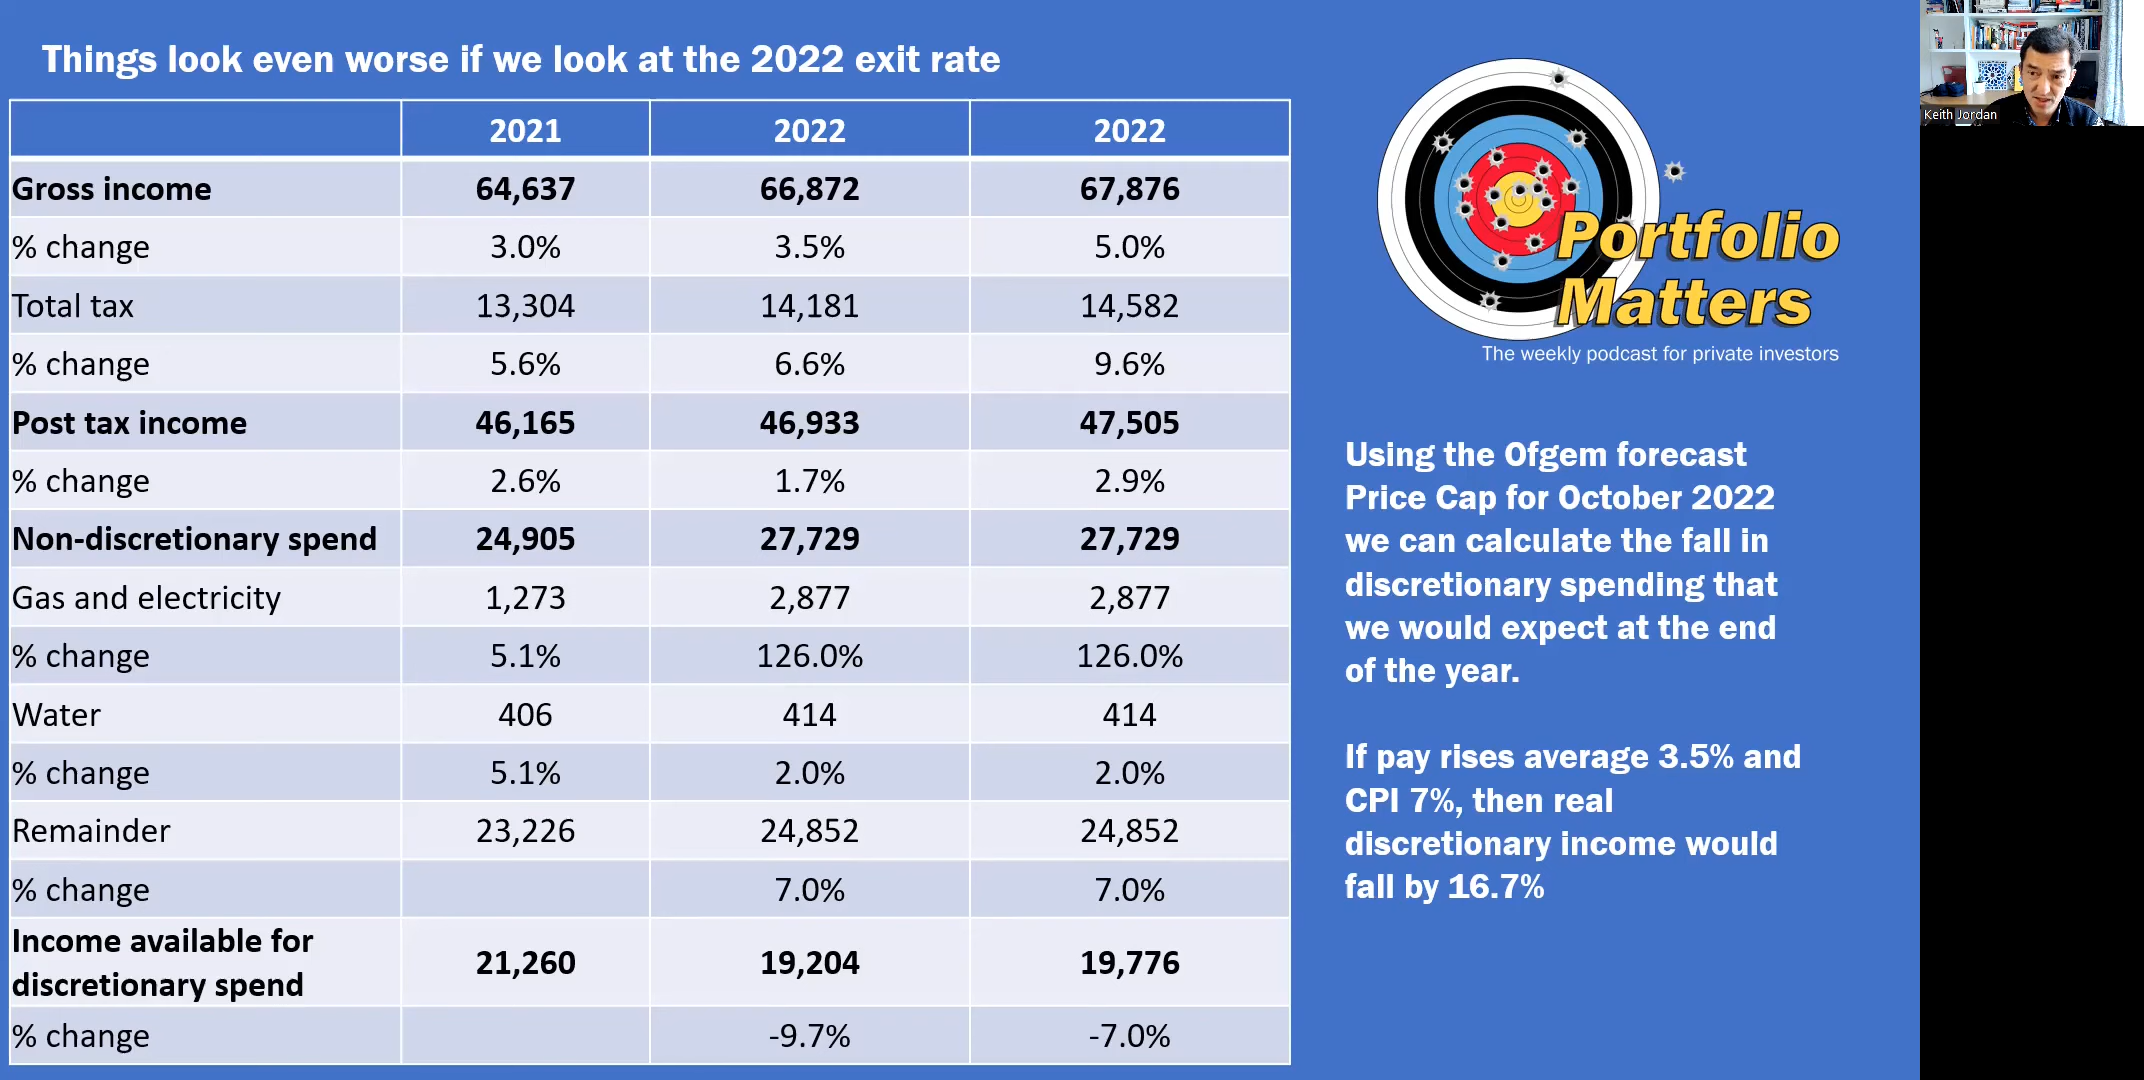 Things look even worse if we look at the 2022 exit rate
2021 2022 2022
Gross income 64,637 66,872 67,876
% change 3.0% 3.5% 5.0%
Total tax 13,304 14,181 14,582
% change 5.6% 6.6% 9.6%
Post tax income 46,165 46,933 47,505
% change 2.6% 1.7% 2.9%
Non-discretionary spend 24,905 27,729 27,729
Gas and electricity 1,273 2,877 2,877
% change 5.1% 126.0% 126.0%
Water 406 414 414
% change 5.1% 2.0% 2.0%
Remainder 23,226 24,852 24,852
% change 7.0% 7.0%
Income available for
discretionary spend 21,260 19,204 19,776
% change -9.7% -7.0%
Portfolio
Matters
The weekly podcast for private investors
Using the Ofgem forecast
Price Cap for October 2022
we can calculate the fall in
discretionary spending that
we would expect at the end
of the year.
If pay rises average 3.5% and
CPI 7%, then real
discretionary income would
fall by 16.7%
Keith Jordan